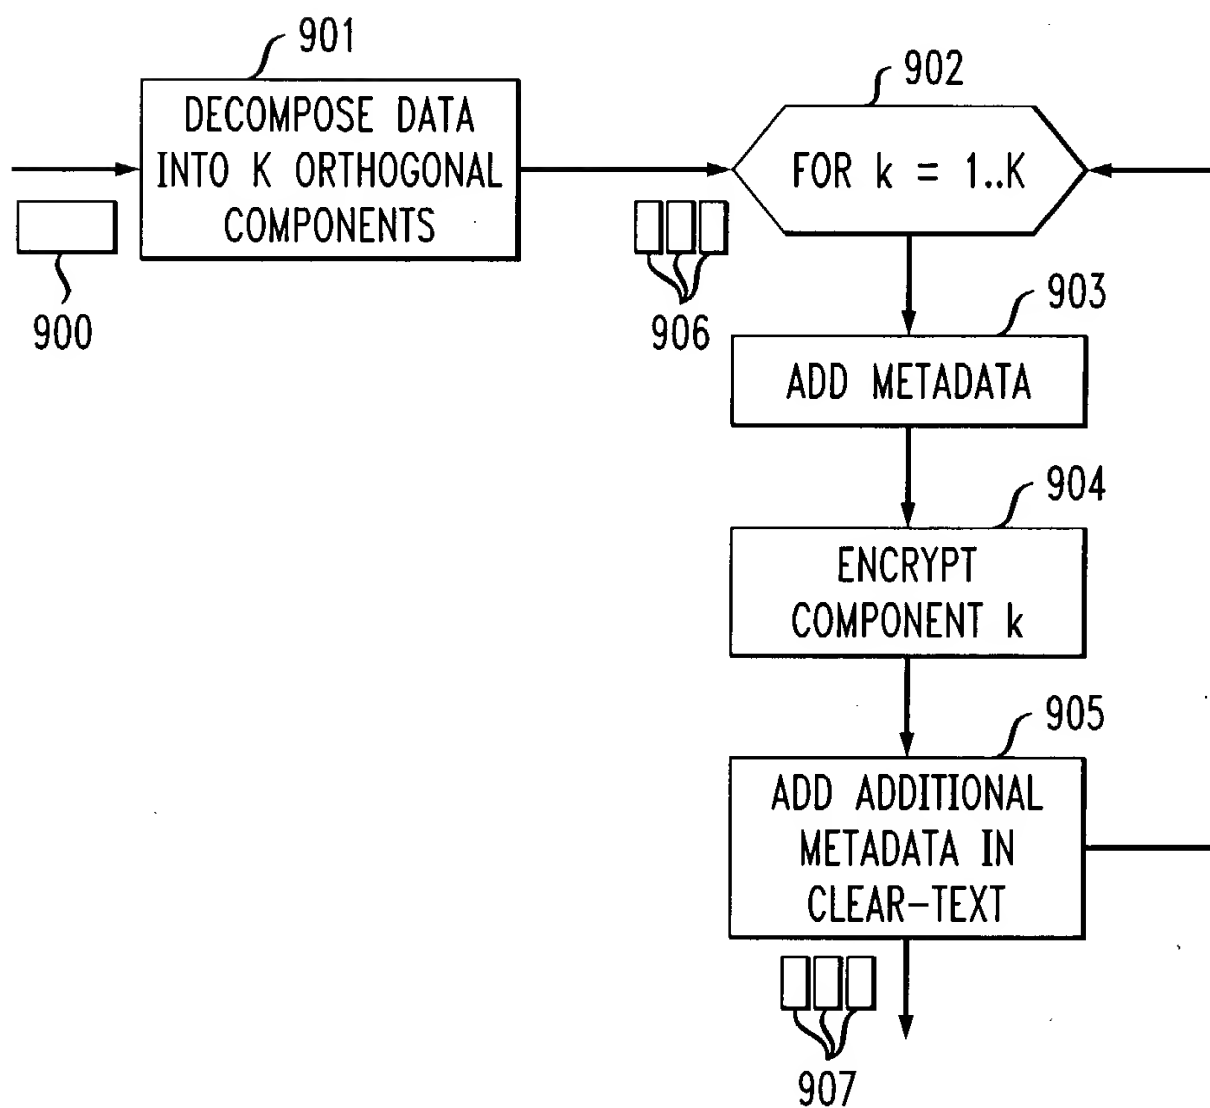 901
DECOMPOSE DATA
INTO K ORTHOGONAL
COMPONENTS
900
906
902
FOR k = 1..K
903
ADD METADATA
904
ENCRYPT
COMPONENT k
905
ADD ADDITIONAL
METADATA IN
CLEAR-TEXT
907